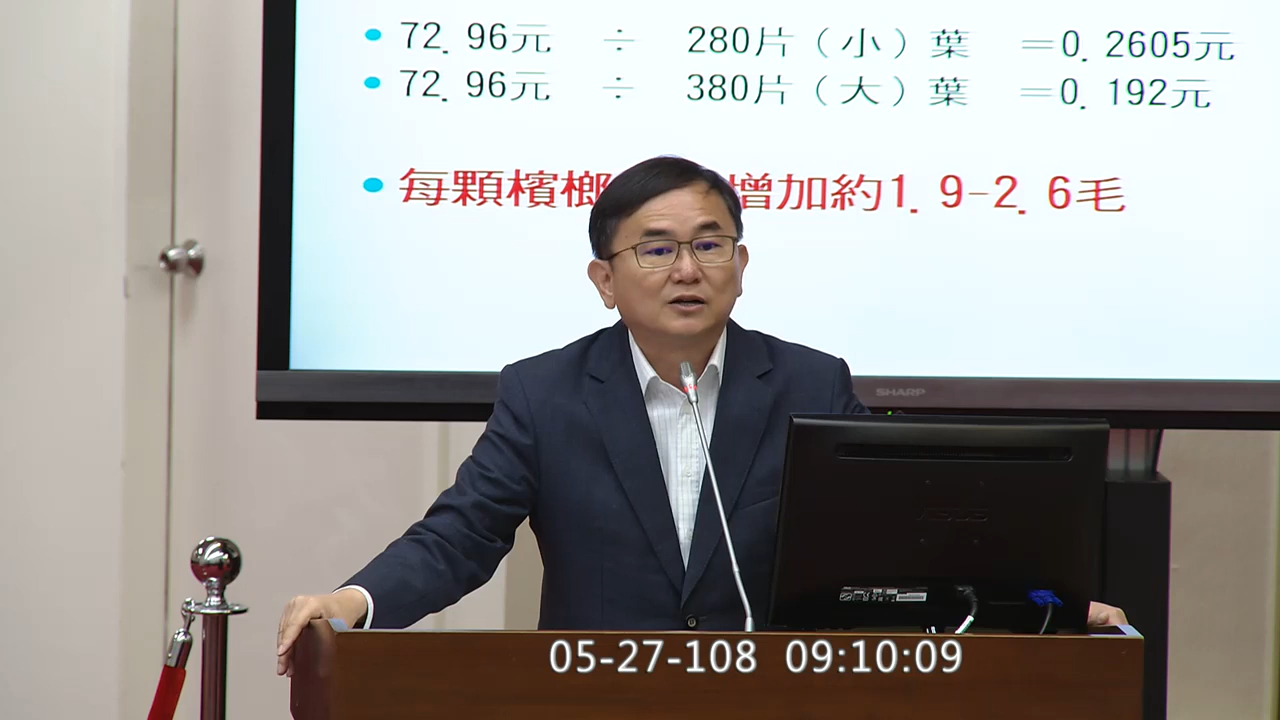 • 72.96元 ÷ 280片（小）葉 =0.2605元
• 72.96元 ÷ 380片（大）葉 =0.192元
• 每顆檳榔 增加約1.9-2.6毛
SHARP
ASUS
05-27-108 09:10:09